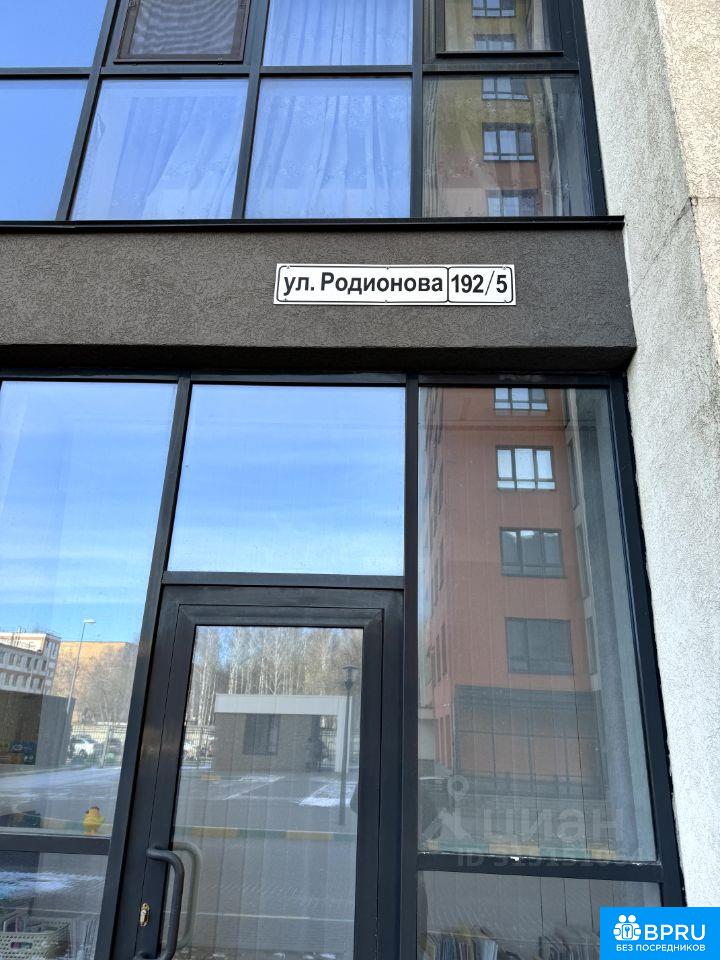 ул. Родионова 192/5
циан
BPRU
БЕЗ ПОСРЕДНИКОВ